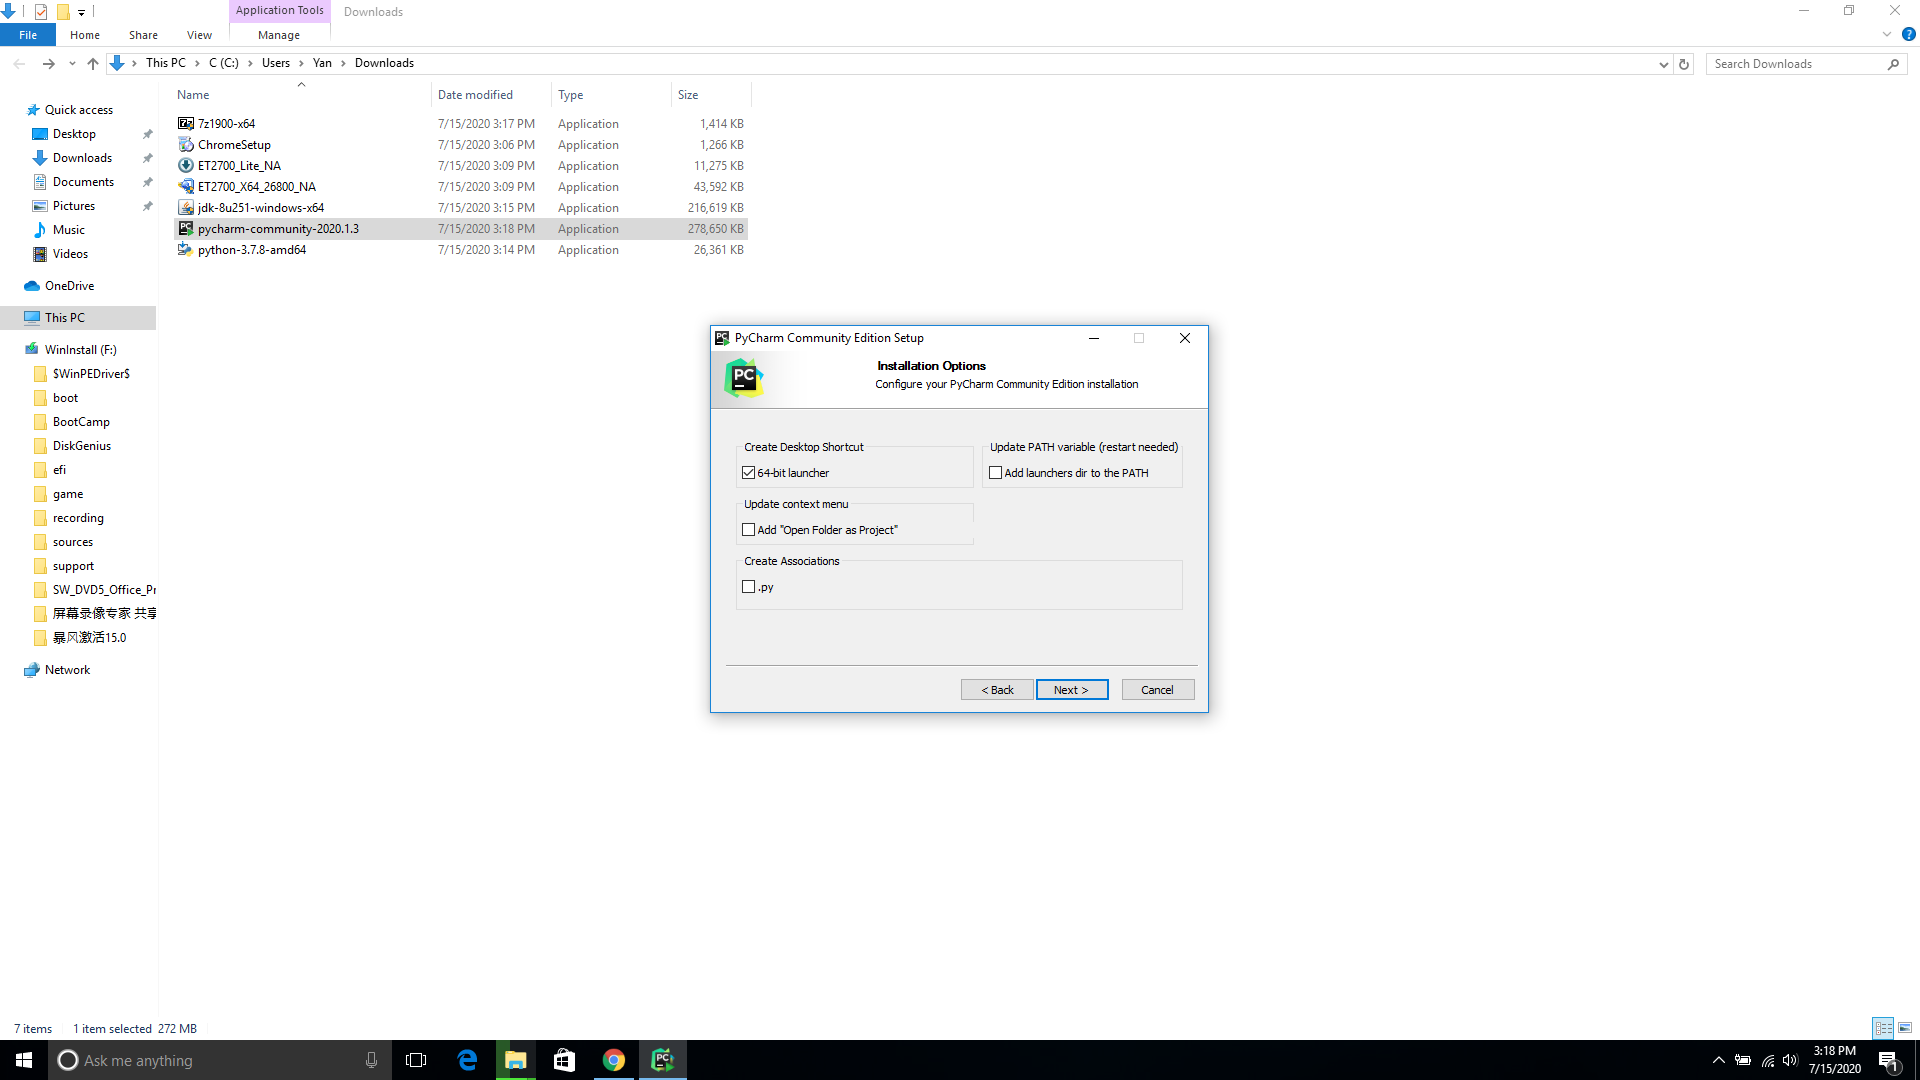 Application Tools
Downloads
File
Home
Share
View
Manage
This PC > C (C:) > Users > Yan > Downloads
Search Downloads
Name
Date modified
Type
Size
7z1900-x64 7/15/2020 3:17 PM Application 1,414 KB
ChromeSetup 7/15/2020 3:06 PM Application 1,266 KB
ET2700_Lite_NA 7/15/2020 3:09 PM Application 11,275 KB
ET2700_X64_26800_NA 7/15/2020 3:09 PM Application 43,592 KB
jdk-8u251-windows-x64 7/15/2020 3:15 PM Application 216,619 KB
pycharm-community-2020.1.3 7/15/2020 3:18 PM Application 278,650 KB
python-3.7.8-amd64 7/15/2020 3:14 PM Application 26,361 KB
Quick access
Desktop
Downloads
Documents
Pictures
Music
Videos
OneDrive
This PC
WinInstall (F:)
$WinPEDriver$
boot
BootCamp
DiskGenius
efi
game
recording
sources
support
SW_DVD5_Office_Pr
屏幕录像专家 共享
暴风激活15.0
Network
PyCharm Community Edition Setup
PC
Installation Options
Configure your PyCharm Community Edition installation
Create Desktop Shortcut
64-bit launcher
Update PATH variable (restart needed)
Add launchers dir to the PATH
Update context menu
Add "Open Folder as Project"
Create Associations
.py
< Back
Next >
Cancel
7 items
1 item selected 272 MB
Ask me anything
3:18 PM
7/15/2020
1